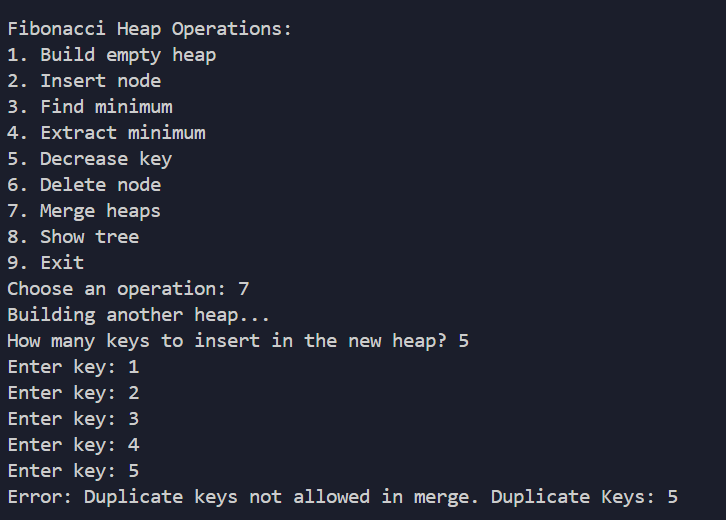 Fibonacci Heap Operations:
1. Build empty heap
2. Insert node
3. Find minimum
4. Extract minimum
5. Decrease key
6. Delete node
7. Merge heaps
8. Show tree
9. Exit
Choose an operation: 7
Building another heap...
How many keys to insert in the new heap? 5
Enter key: 1
Enter key: 2
Enter key: 3
Enter key: 4
Enter key: 5
Error: Duplicate keys not allowed in merge. Duplicate Keys: 5